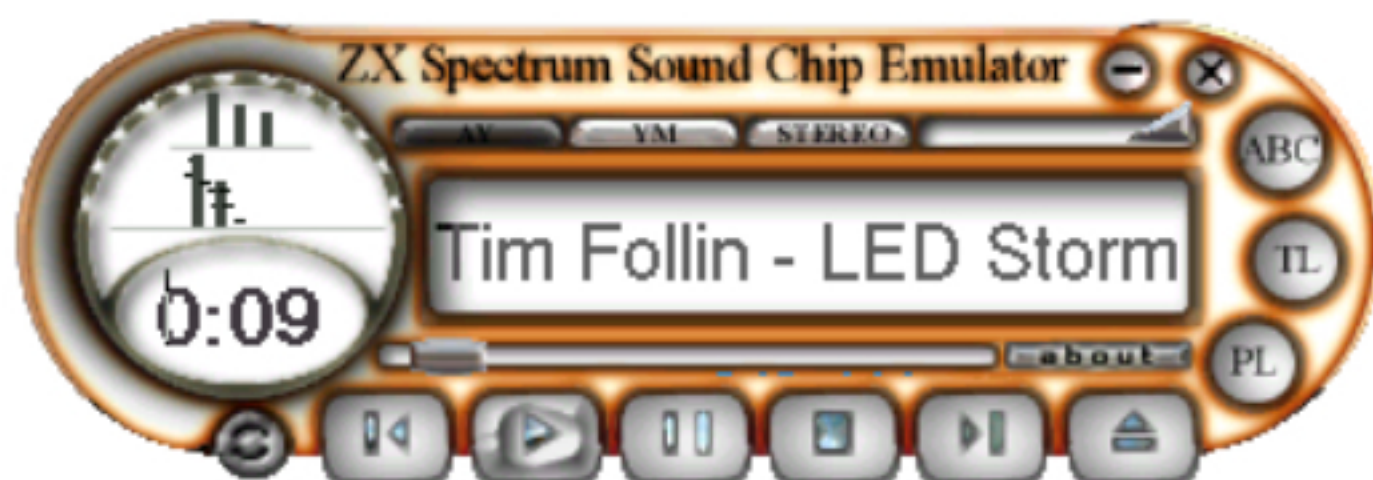 ZX Spectrum Sound Chip Emulator
AY YM STEREO
ABC
Tim Follin - LED Storm
TL
0:09
about
PL